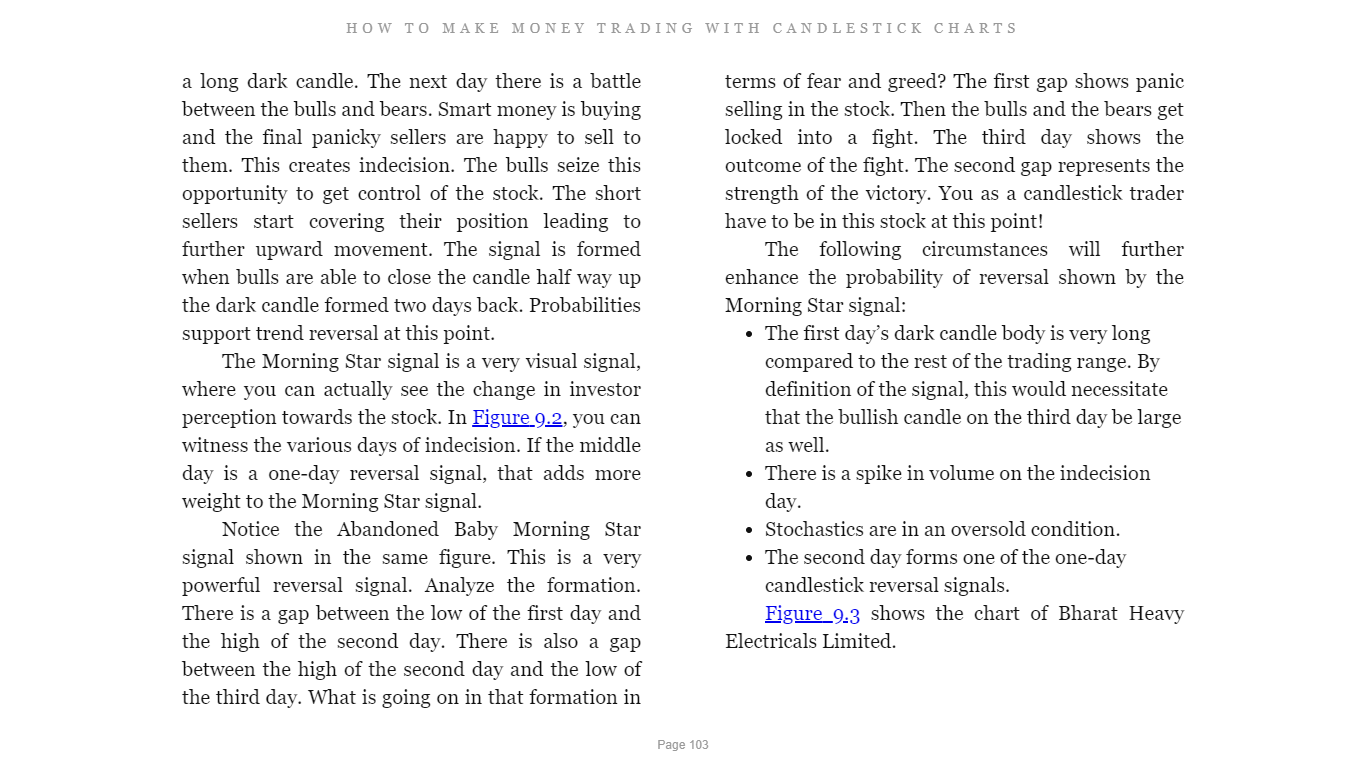 HOW TO MAKE MONEY TRADING WITH CANDLESTICK CHARTS
a long dark candle. The next day there is a battle
between the bulls and bears. Smart money is buying
and the final panicky sellers are happy to sell to
them. This creates indecision. The bulls seize this
opportunity to get control of the stock. The short
sellers start covering their position leading to
further upward movement. The signal is formed
when bulls are able to close the candle half way up
the dark candle formed two days back. Probabilities
support trend reversal at this point.
The Morning Star signal is a very visual signal,
where you can actually see the change in investor
perception towards the stock. In Figure 9.2, you can
witness the various days of indecision. If the middle
day is a one-day reversal signal, that adds more
weight to the Morning Star signal.
Notice the Abandoned Baby Morning Star
signal shown in the same figure. This is a very
powerful reversal signal. Analyze the formation.
There is a gap between the low of the first day and
the high of the second day. There is also a gap
between the high of the second day and the low of
the third day. What is going on in that formation in
terms of fear and greed? The first gap shows panic
selling in the stock. Then the bulls and the bears get
locked into a fight. The third day shows the
outcome of the fight. The second gap represents the
strength of the victory. You as a candlestick trader
have to be in this stock at this point!
The following circumstances will further
enhance the probability of reversal shown by the
Morning Star signal:
• The first day’s dark candle body is very long
compared to the rest of the trading range. By
definition of the signal, this would necessitate
that the bullish candle on the third day be large
as well.
• There is a spike in volume on the indecision
day.
• Stochastics are in an oversold condition.
• The second day forms one of the one-day
candlestick reversal signals.
Figure 9.3 shows the chart of Bharat Heavy
Electricals Limited.
Page 103